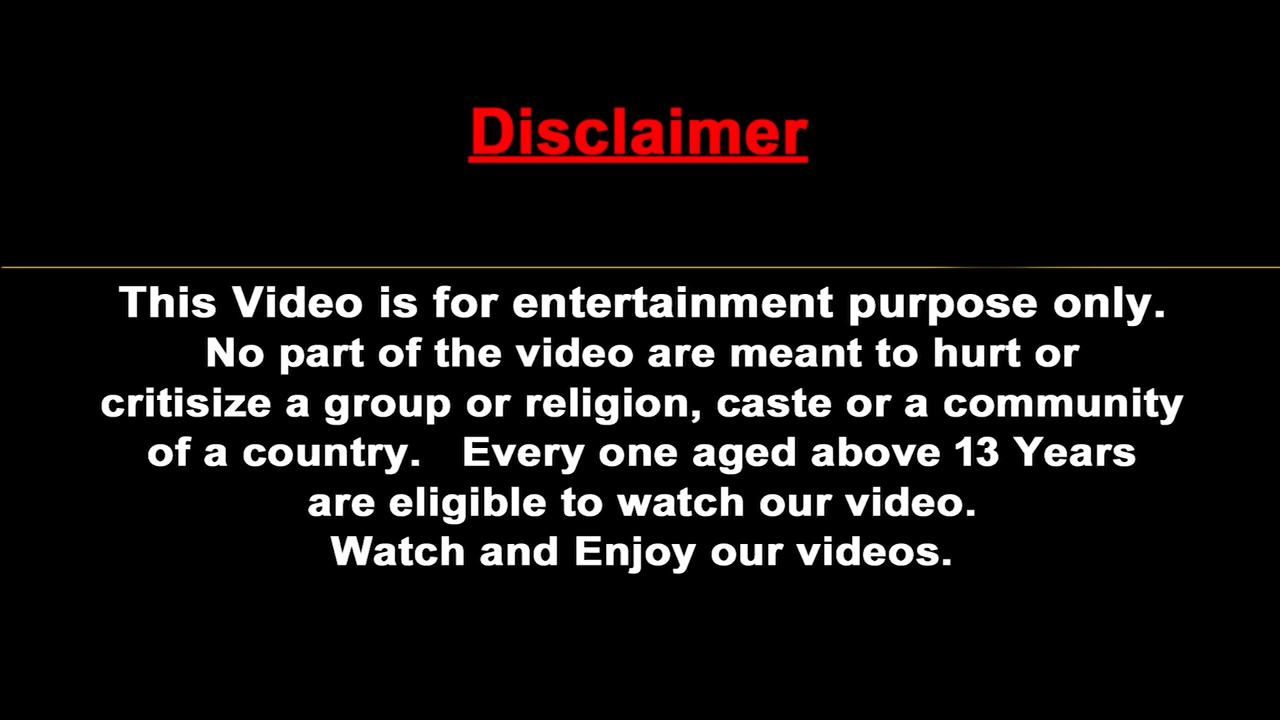 Disclaimer
This Video is for entertainment purpose only.
No part of the video are meant to hurt or
critisize a group or religion, caste or a community
of a country.   Every one aged above 13 Years
are eligible to watch our video.
Watch and Enjoy our videos.